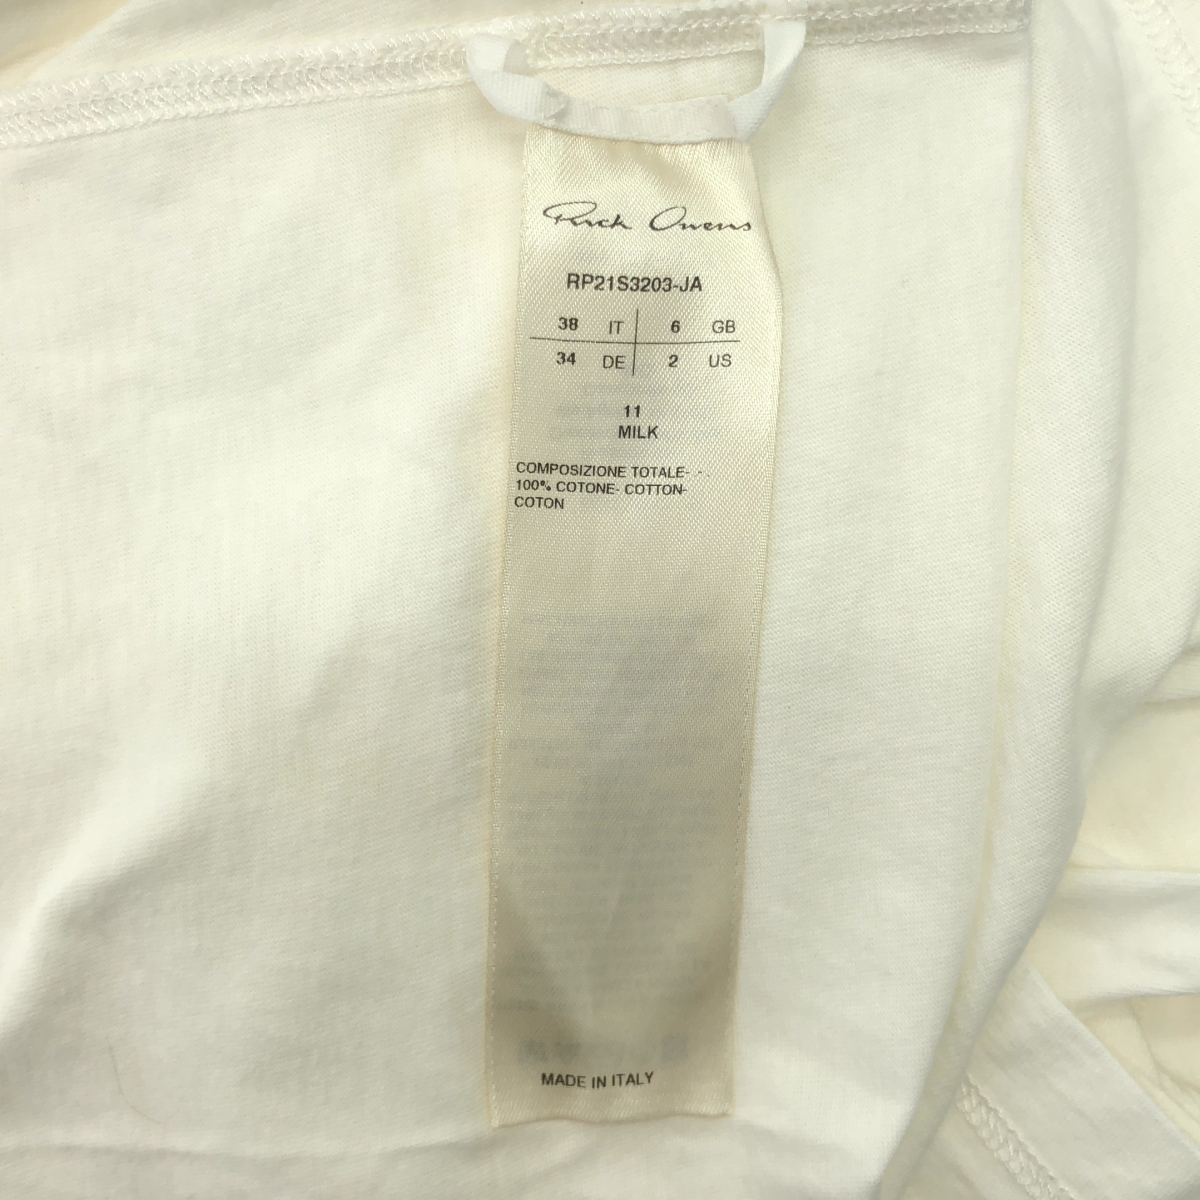 Rick Owens
RP21S3203-JA
38 IT 6 GB
34 DE 2 US
11
MILK
COMPOSIZIONE TOTALE-
100% COTONE- COTTON-
COTON
MADE IN ITALY